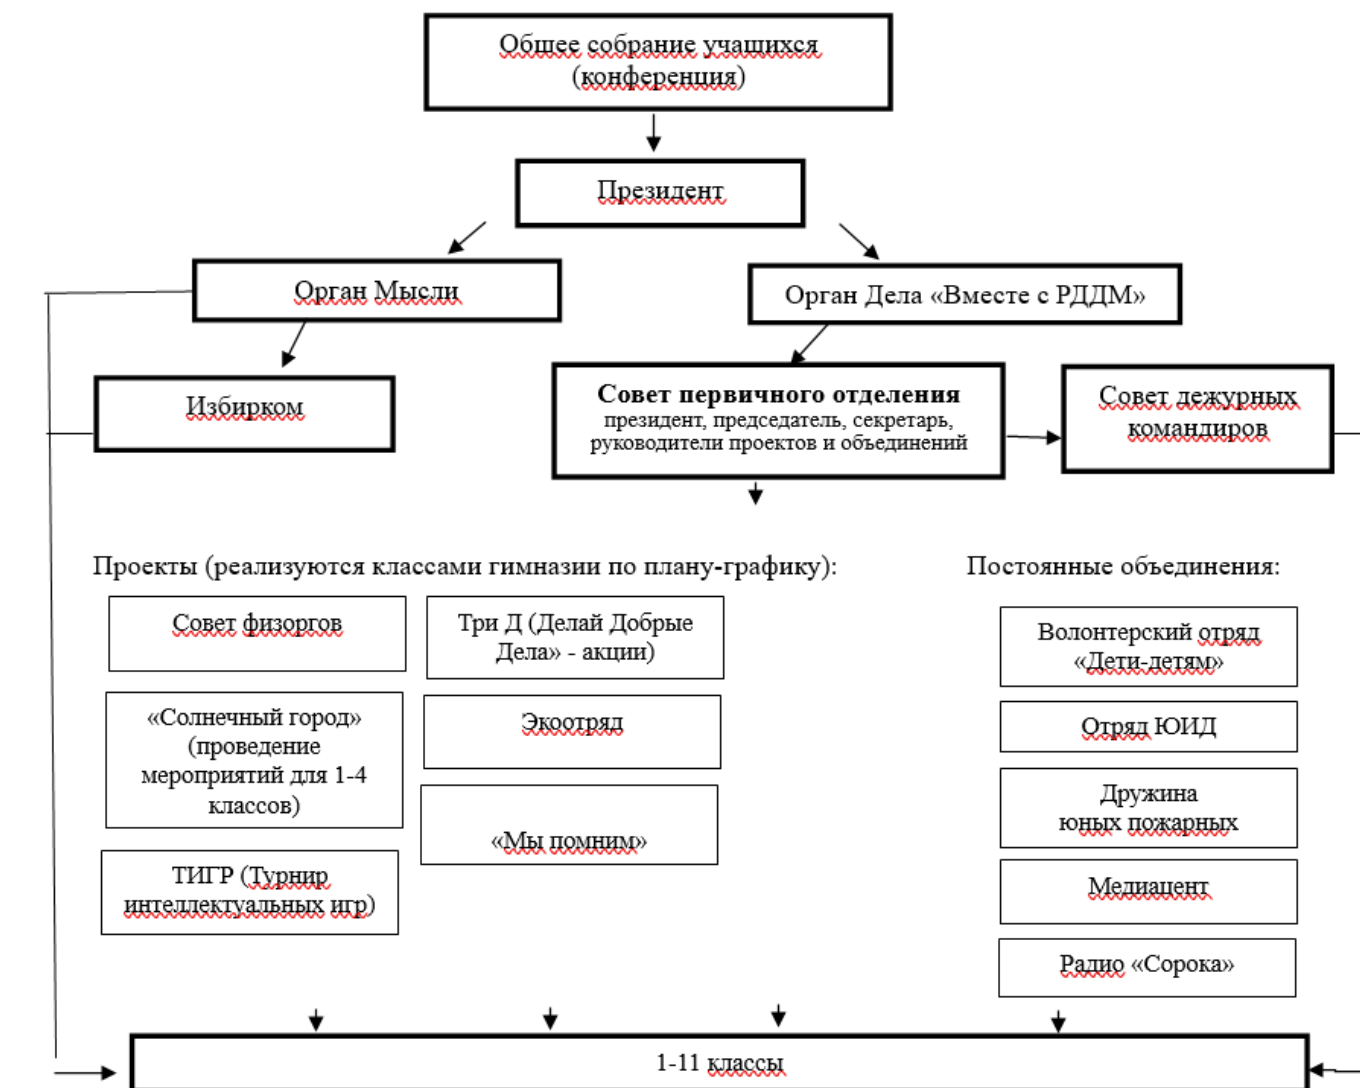 Общее собрание учащихся
(конференция)
Президент
Орган Мысли
Орган Дела «Вместе с РДДМ»
Избирком
Совет первичного отделения
президент, председатель, секретарь,
руководители проектов и объединений
Совет дежурных
командиров
Проекты (реализуются классами гимназии по плану-графику):
Постоянные объединения:
Совет физоргов
Три Д (Делай Добрые
Дела» - акции)
«Солнечный город»
(проведение
мероприятий для 1-4
классов)
Экоотряд
«Мы помним»
ТИГР (Турнир
интеллектуальных игр)
Волонтерский отряд
«Дети-детям»
Отряд ЮИД
Дружина
юных пожарных
Медиацент
Радио «Сорока»
1-11 классы